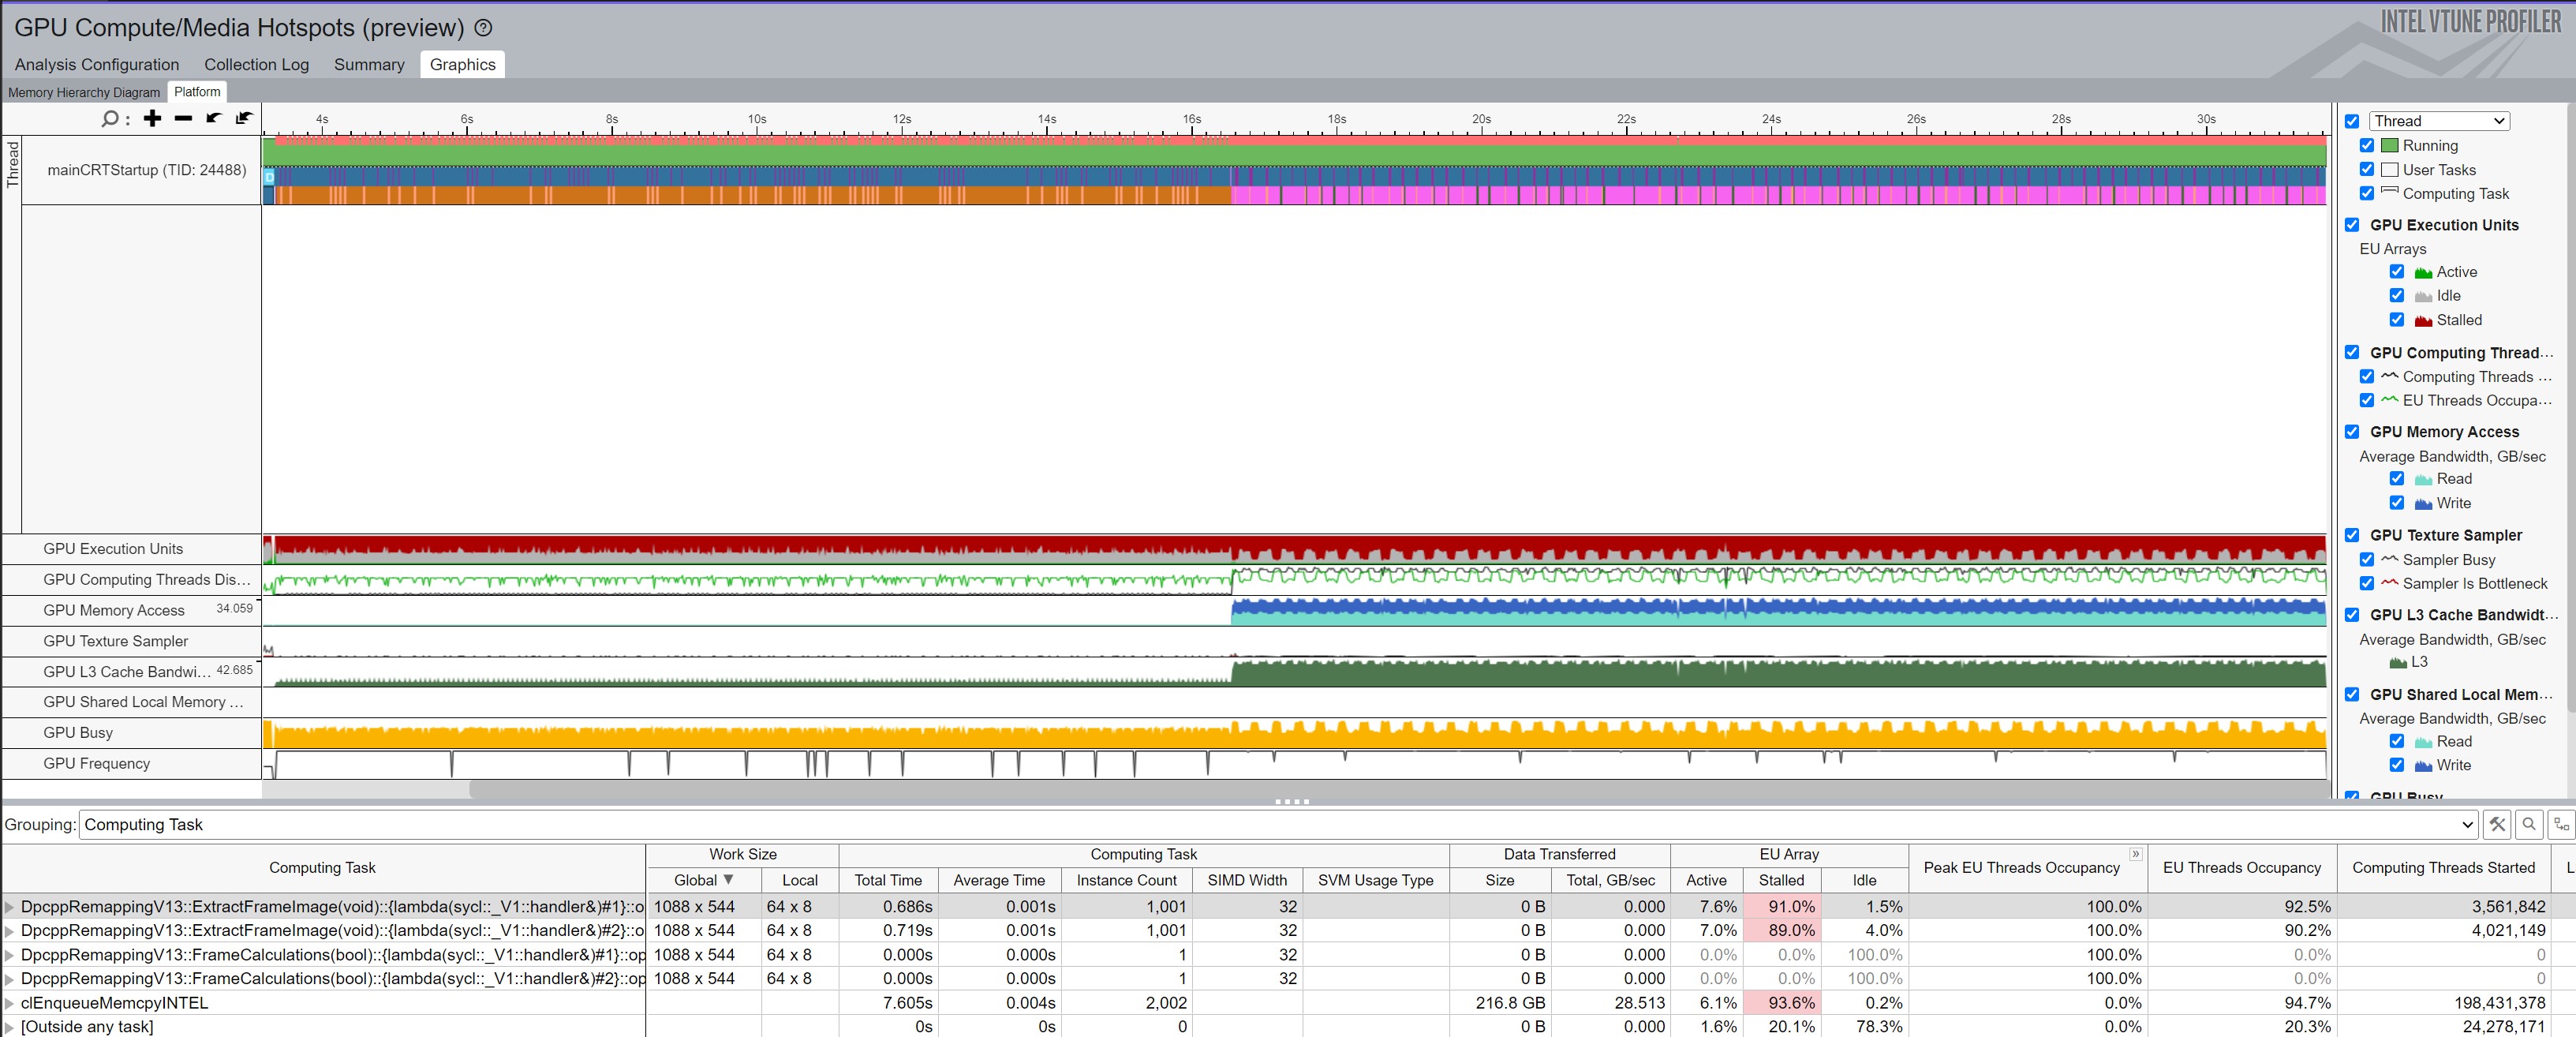 GPU Compute/Media Hotspots (preview) ?
INTEL VTUNE PROFILER
Analysis Configuration Collection Log Summary Graphics
Memory Hierarchy Diagram Platform
4s 6s 8s 10s 12s 14s 16s 18s 20s 22s 24s 26s 28s 30s
Thread
mainCRTStartup (TID: 24488)
D
GPU Execution Units
GPU Computing Threads Dis...
GPU Memory Access 34.059
GPU Texture Sampler
GPU L3 Cache Bandwi... 42.685
GPU Shared Local Memory ...
GPU Busy
GPU Frequency
Thread
Running
User Tasks
Computing Task
GPU Execution Units
EU Arrays
Active
Idle
Stalled
GPU Computing Thread...
Computing Threads ...
EU Threads Occupa...
GPU Memory Access
Average Bandwidth, GB/sec
Read
Write
GPU Texture Sampler
Sampler Busy
Sampler Is Bottleneck
GPU L3 Cache Bandwidt...
Average Bandwidth, GB/sec
L3
GPU Shared Local Mem...
Average Bandwidth, GB/sec
Read
Write
GPU Busy
Grouping: Computing Task
Computing Task Work Size Computing Task Data Transferred EU Array Peak EU Threads Occupancy » EU Threads Occupancy Computing Threads Started L
Global ▼ Local Total Time Average Time Instance Count SIMD Width SVM Usage Type Size Total, GB/sec Active Stalled Idle
DpcppRemappingV13::ExtractFrameImage(void)::{lambda(sycl::_V1::handler&)#1}::o 1088 x 544 64 x 8 0.686s 0.001s 1,001 32 0 B 0.000 7.6% 91.0% 1.5% 100.0% 92.5% 3,561,842
DpcppRemappingV13::ExtractFrameImage(void)::{lambda(sycl::_V1::handler&)#2}::o 1088 x 544 64 x 8 0.719s 0.001s 1,001 32 0 B 0.000 7.0% 89.0% 4.0% 100.0% 90.2% 4,021,149
DpcppRemappingV13::FrameCalculations(bool)::{lambda(sycl::_V1::handler&)#1}::op 1088 x 544 64 x 8 0.000s 0.000s 1 32 0 B 0.000 0.0% 0.0% 100.0% 100.0% 0.0% 0
DpcppRemappingV13::FrameCalculations(bool)::{lambda(sycl::_V1::handler&)#2}::op 1088 x 544 64 x 8 0.000s 0.000s 1 32 0 B 0.000 0.0% 0.0% 100.0% 100.0% 0.0% 0
clEnqueueMemcpyINTEL 7.605s 0.004s 2,002 216.8 GB 28.513 6.1% 93.6% 0.2% 0.0% 94.7% 198,431,378
[Outside any task] 0s 0s 0 0 B 0.000 1.6% 20.1% 78.3% 0.0% 20.3% 24,278,171